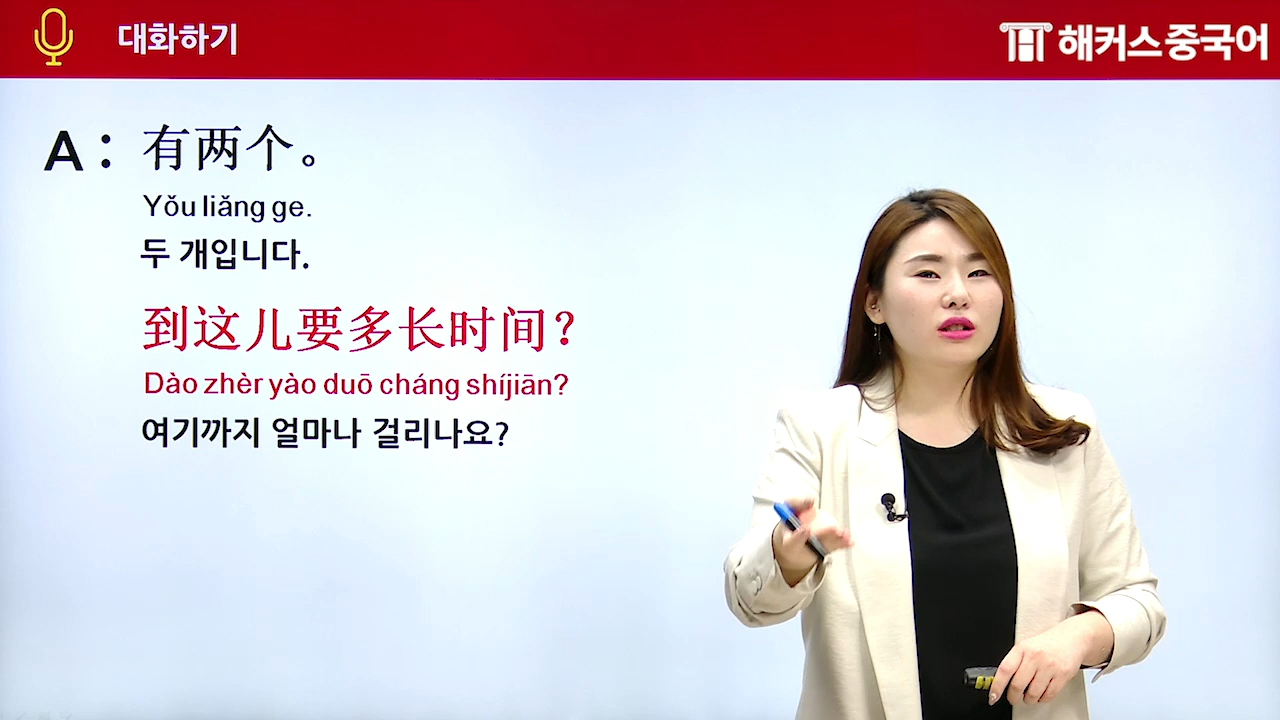 대화하기
해커스중국어
A : 有两个。
Yǒu liǎng ge.
두 개입니다.
到这儿要多长时间?
Dào zhèr yào duō cháng shíjiān?
여기까지 얼마나 걸리나요?